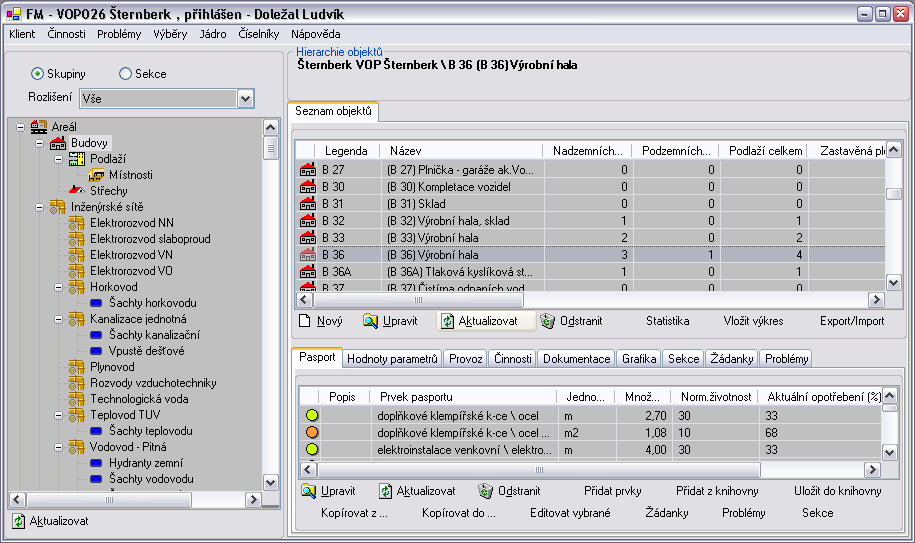 FM - VOP026 Šternberk , přihlášen - Doležal Ludvík
Klient Činnosti Problémy Výběry Jádro Číselníky Nápověda
Skupiny Sekce
Rozlišení Vše
Areál
Budovy
Podlaží
Místnosti
Střechy
Inženýrské sítě
Elektrorozvod NN
Elektrorozvod slaboproud
Elektrorozvod VN
Elektrorozvod VO
Horkovod
Šachty horkovodu
Kanalizace jednotná
Šachty kanalizační
Vpustě dešťové
Plynovod
Rozvody vzduchotechniky
Technologická voda
Teplovod TUV
Šachty teplovodu
Vodovod - Pitná
Hydranty zemní
Šachty vodovodu
Aktualizovat
Hierarchie objektů
Šternberk VOP Šternberk \ B 36 (B 36) Výrobní hala
Seznam objektů
Legenda Název Nadzemních... Podzemních... Podlaží celkem Zastavěná plo
B 27 (B 27) Plnička - garáže ak.Vo... 0 0 0
B 30 (B 30) Kompletace vozidel 0 0 0
B 31 (B 31) Sklad 0 0 0
B 32 (B 32) Výrobní hala, sklad 1 0 1
B 33 (B 33) Výrobní hala 2 0 2
B 36 (B 36) Výrobní hala 3 1 4
B 36A (B 36A) Tlaková kyslíková st... 1 0 1
B 37 (B 37) Čistírna odpaních vod 0 0 0
Nový Upravit Aktualizovat Odstranit Statistika Vložit výkres Export/Import
Pasport Hodnoty parametrů Provoz Činnosti Dokumentace Grafika Sekce Žádanky Problémy
Popis Prvek pasportu Jedno... Množ... Norm.životnost Aktuální opotřebení (%)
doplňkové klempířské k-ce \ ocel m 2,70 30 33
doplňkové klempířské k-ce \ ocel ... m2 1,08 10 68
elektroinstalace venkovní \ elektro... m 4,00 30 33
Upravit Aktualizovat Odstranit Přidat prvky Přidat z knihovny Uložit do knihovny
Kopírovat z ... Kopírovat do ... Editovat vybrané Žádanky Problémy Sekce